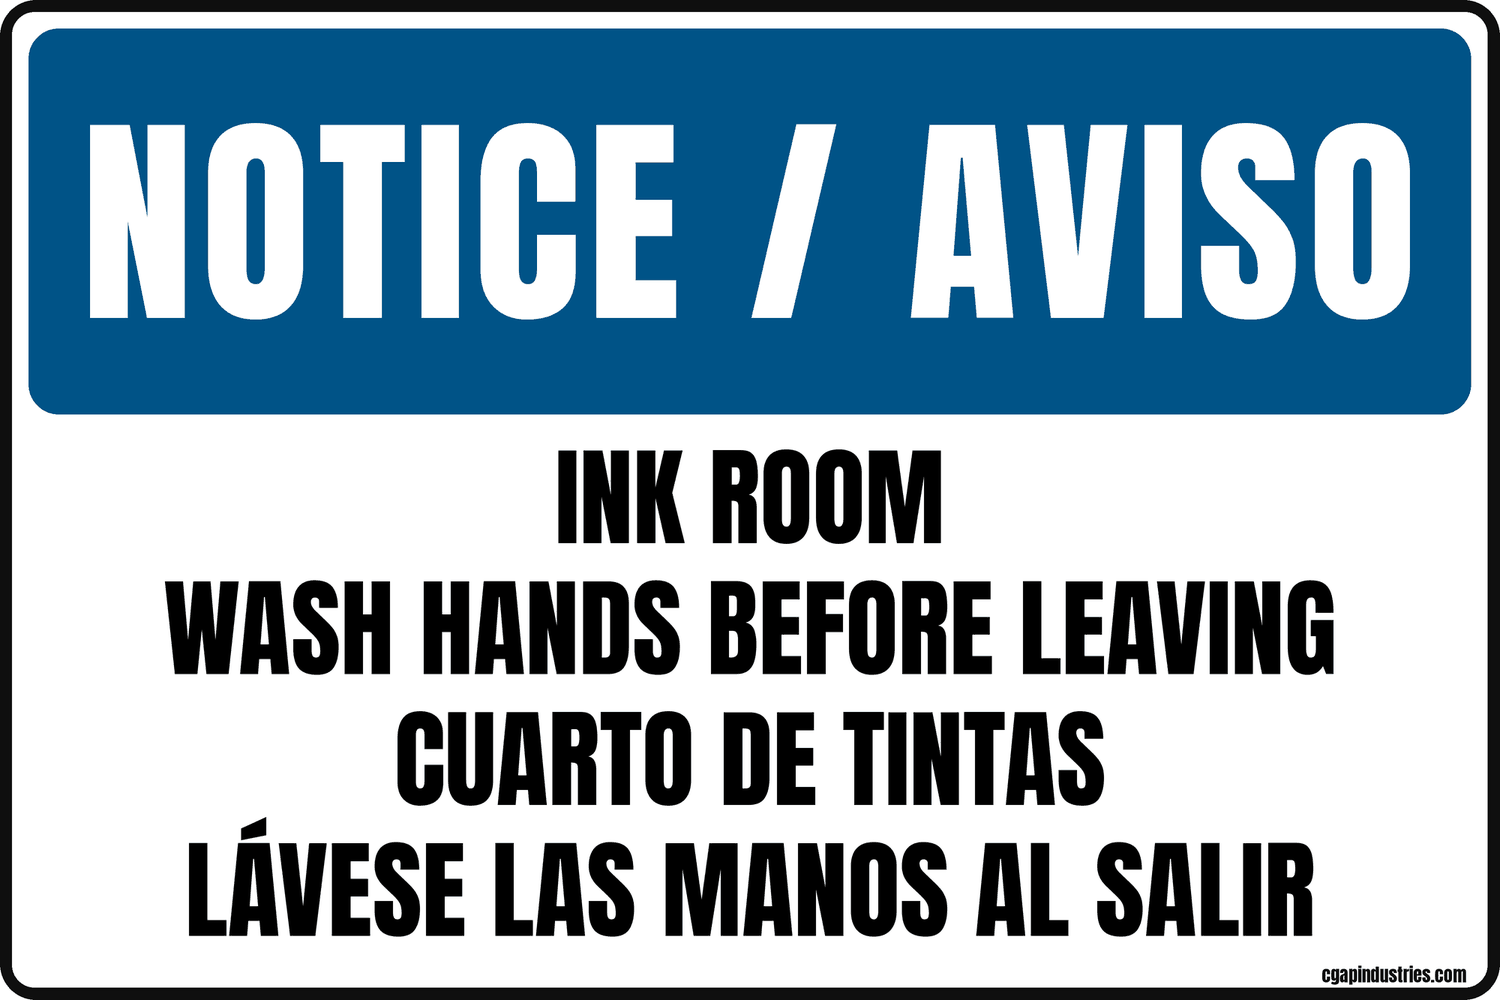 NOTICE / AVISO
INK ROOM
WASH HANDS BEFORE LEAVING
CUARTO DE TINTAS
LÁVESE LAS MANOS AL SALIR
cgapindustries.com